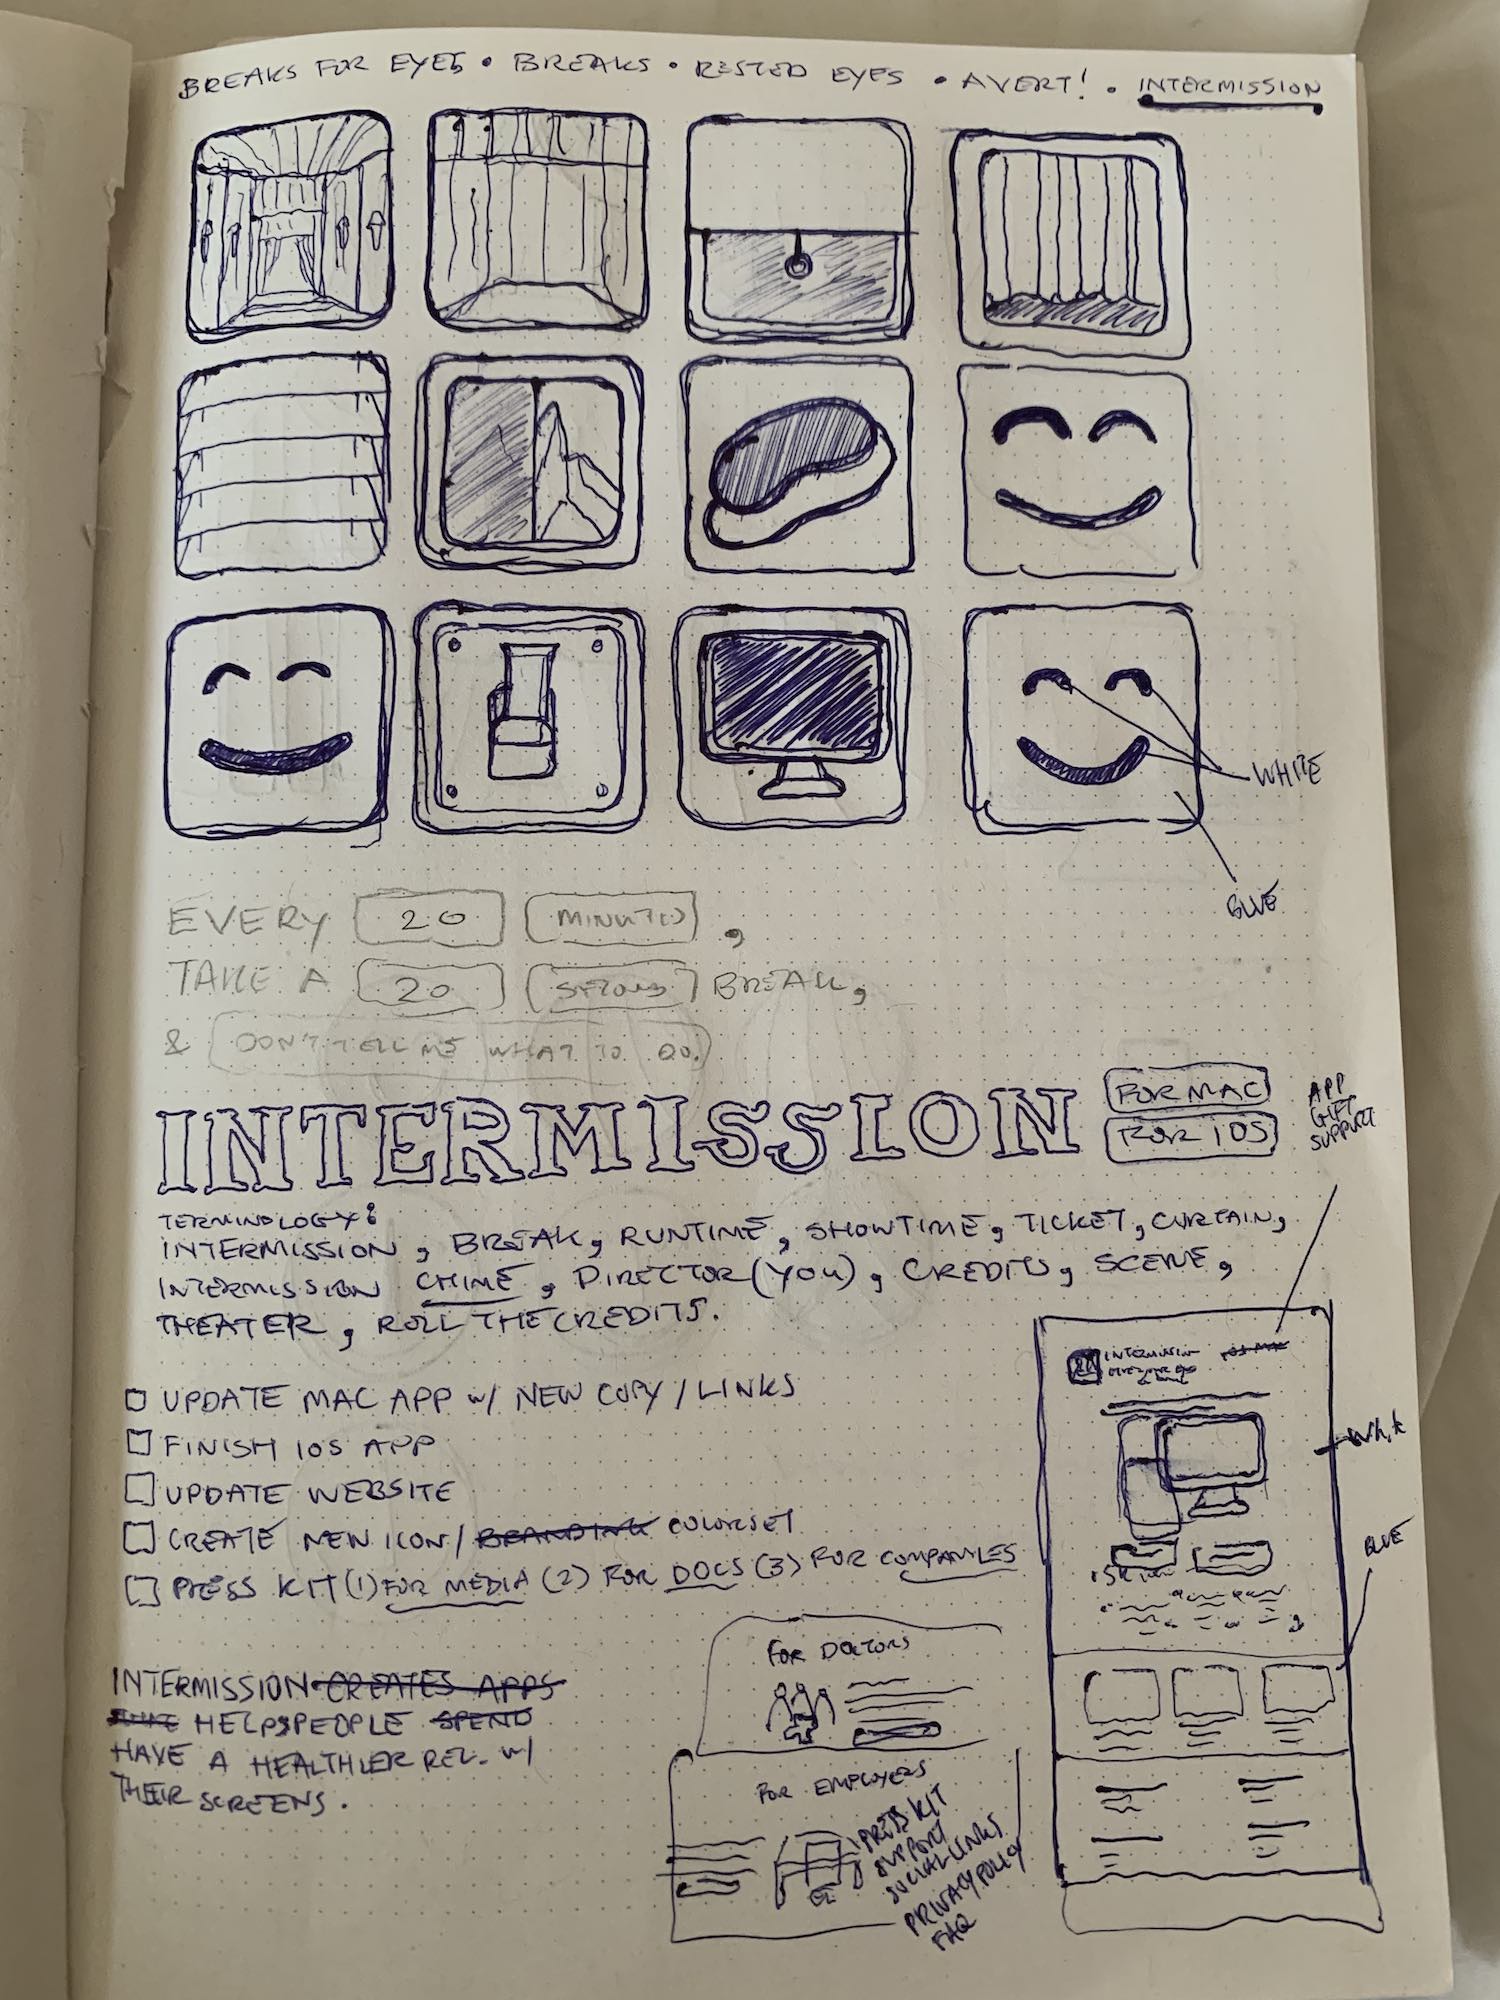 BREAKS FOR EYES • BREAKS • RESTED EYES • AVERT! • INTERMISSION
WHITE
BLUE
EVERY 20 MINUTES,
TAKE A 20 SECOND BREAK,
& DON'T TELL ME WHAT TO DO.
INTERMISSION
FOR MAC
FOR iOS
APP
GIFT
SUPPORT
TERMINOLOGY:
INTERMISSION, BREAK, RUNTIME, SHOWTIME, TICKET, CURTAIN,
INTERMISSION CHIME, DIRECTOR (YOU), CREDITS, SCENE,
THEATER, ROLL THE CREDITS.
UPDATE MAC APP w/ NEW COPY / LINKS
FINISH iOS APP
UPDATE WEBSITE
CREATE NEW ICON / BRANDING COLORSET
PRESS KIT (1) FOR MEDIA (2) FOR DOCS (3) FOR COMPANIES
INTERMISSION CREATES APPS
HELPS PEOPLE SPEND
HAVE A HEALTHIER REL. w/
THEIR SCREENS.
INTERMISSION
White
BLUE
FOR DOCTORS
FOR EMPLOYERS
PRESS KIT
SUPPORT
SOCIAL LINKS
PRIVACY POLICY
FAQ